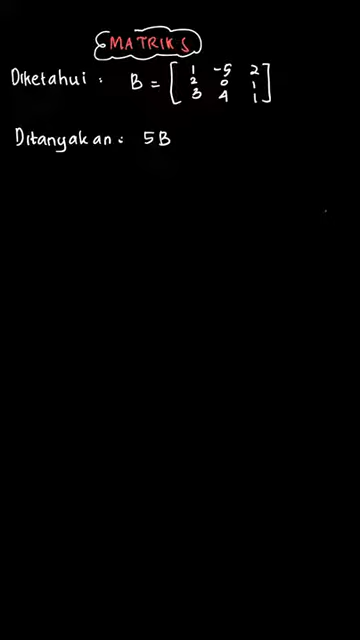 MATRIKS
Diketahui : B = [ 1 -5 2
2 0 1
3 4 1 ]
Ditanyakan : 5B